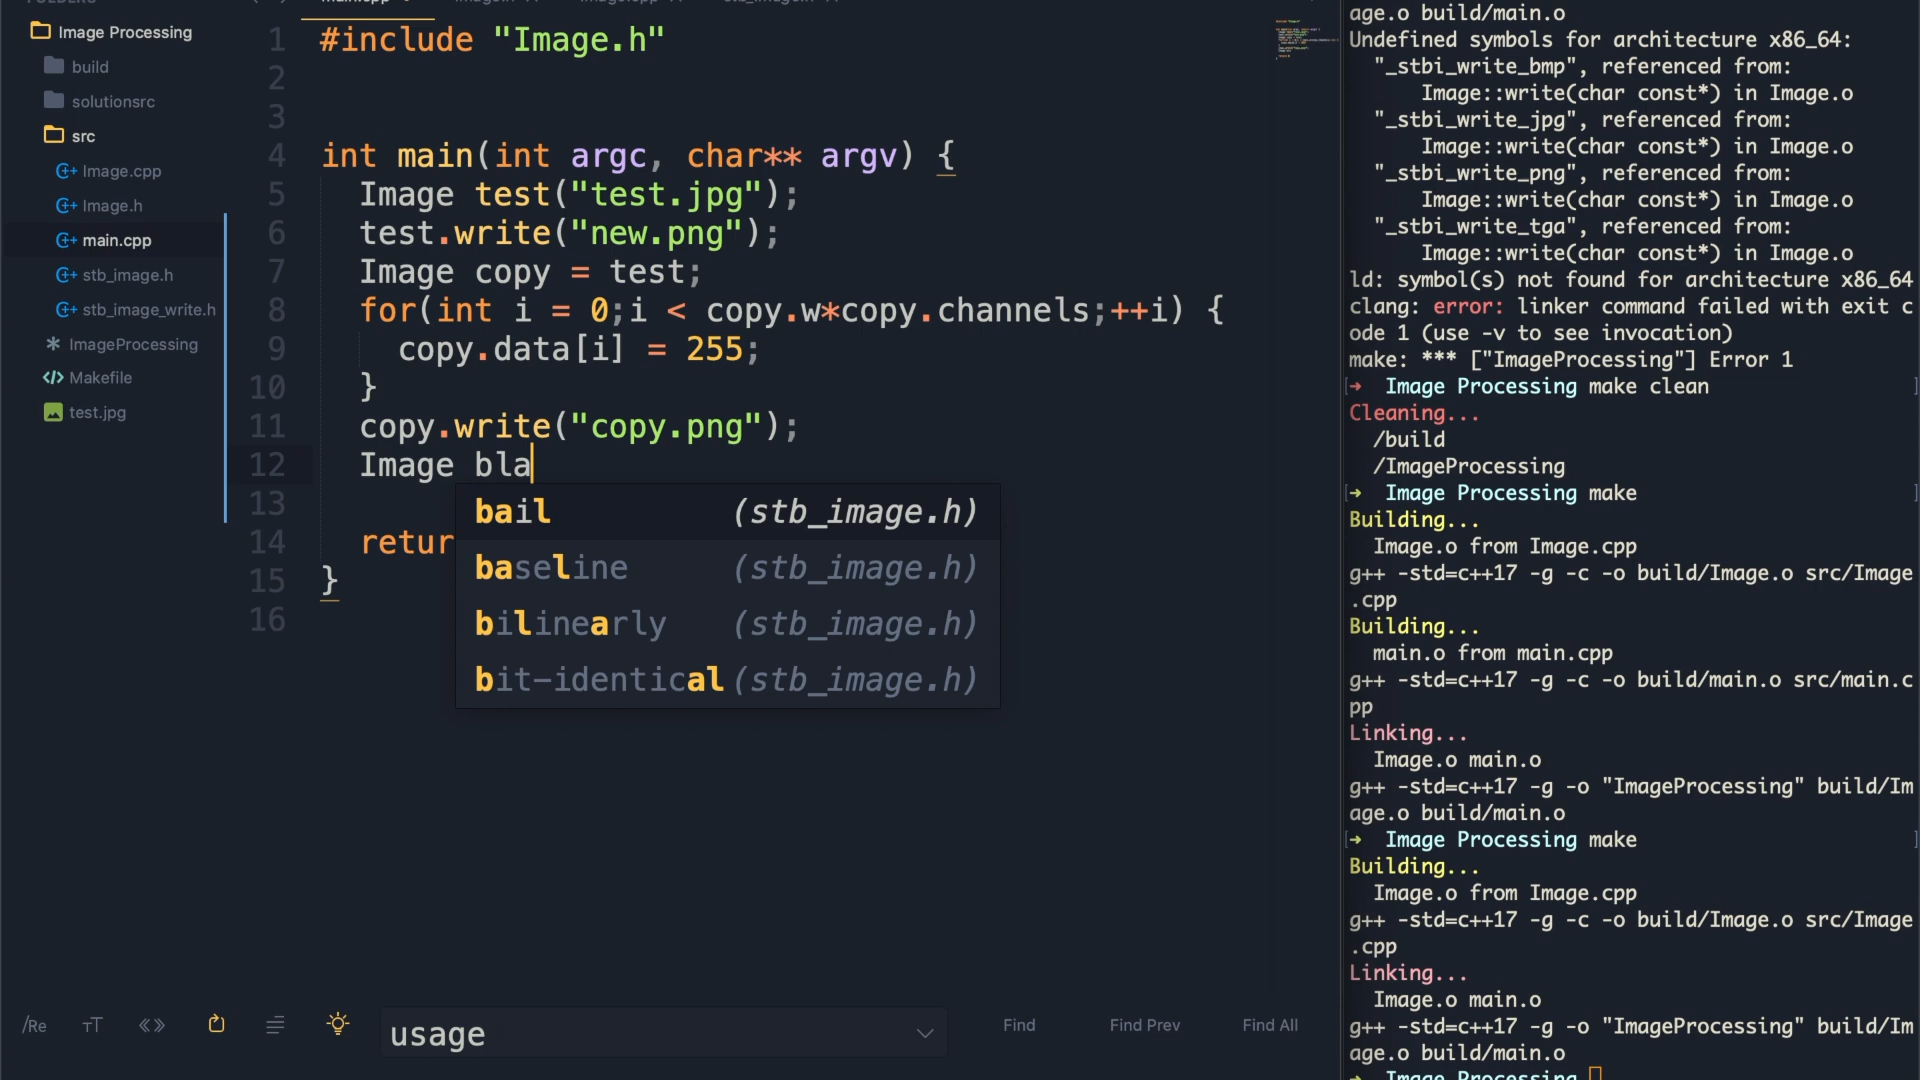 Image Processing
build
solutionsrc
src
Image.cpp
Image.h
main.cpp
stb_image.h
stb_image_write.h
ImageProcessing
Makefile
test.jpg
1 #include "Image.h"
2
3
4 int main(int argc, char** argv) {
5 Image test("test.jpg");
6 test.write("new.png");
7 Image copy = test;
8 for(int i = 0;i < copy.w*copy.channels;++i) {
9 copy.data[i] = 255;
10 }
11 copy.write("copy.png");
12 Image bla
13
14 retur
15 }
16
bail (stb_image.h)
baseline (stb_image.h)
bilinearly (stb_image.h)
bit-identical (stb_image.h)
/Re
usage
Find
Find Prev
Find All
age.o build/main.o
Undefined symbols for architecture x86_64:
"_stbi_write_bmp", referenced from:
Image::write(char const*) in Image.o
"_stbi_write_jpg", referenced from:
Image::write(char const*) in Image.o
"_stbi_write_png", referenced from:
Image::write(char const*) in Image.o
"_stbi_write_tga", referenced from:
Image::write(char const*) in Image.o
ld: symbol(s) not found for architecture x86_64
clang: error: linker command failed with exit c
ode 1 (use -v to see invocation)
make: *** ["ImageProcessing"] Error 1
[➜ Image Processing make clean ]
Cleaning...
/build
/ImageProcessing
[➜ Image Processing make ]
Building...
Image.o from Image.cpp
g++ -std=c++17 -g -c -o build/Image.o src/Image
.cpp
Building...
main.o from main.cpp
g++ -std=c++17 -g -c -o build/main.o src/main.c
pp
Linking...
Image.o main.o
g++ -std=c++17 -g -o "ImageProcessing" build/Im
age.o build/main.o
[➜ Image Processing make ]
Building...
Image.o from Image.cpp
g++ -std=c++17 -g -c -o build/Image.o src/Image
.cpp
Linking...
Image.o main.o
g++ -std=c++17 -g -o "ImageProcessing" build/Im
age.o build/main.o
➜ Image Processing